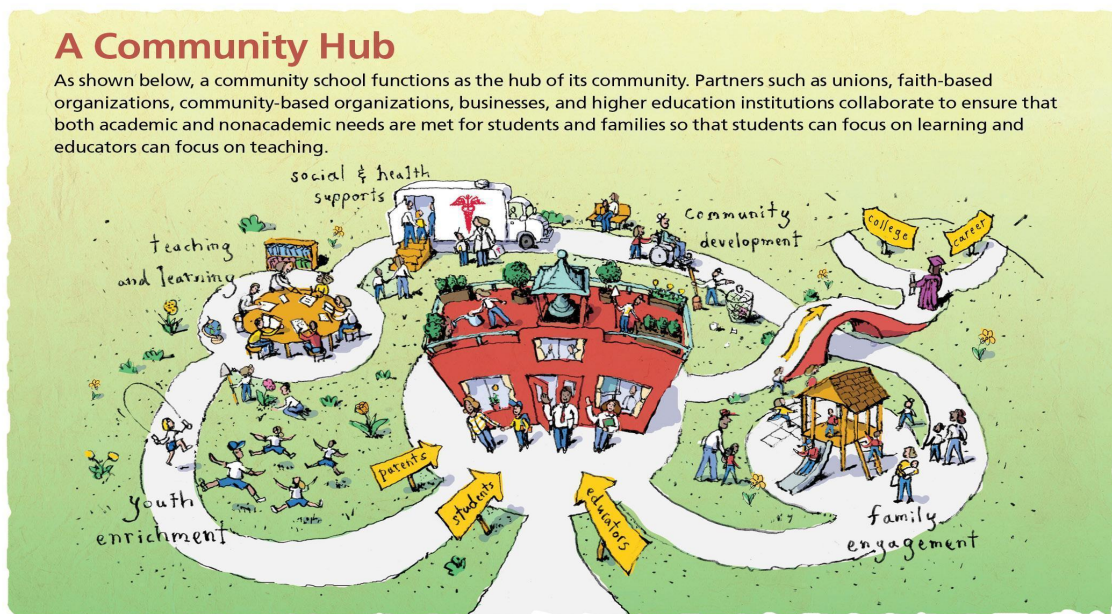 A Community Hub
As shown below, a community school functions as the hub of its community. Partners such as unions, faith-based
organizations, community-based organizations, businesses, and higher education institutions collaborate to ensure that
both academic and nonacademic needs are met for students and families so that students can focus on learning and
educators can focus on teaching.
social & health
supports
teaching
and learning
community
development
college
career
parents
students
educators
youth
enrichment
family
engagement